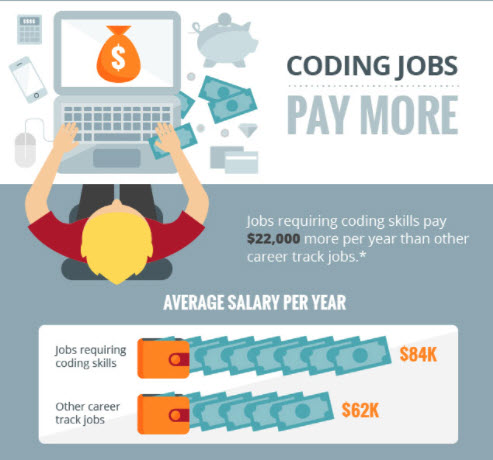 $
CODING JOBS
PAY MORE
Jobs requiring coding skills pay
$22,000 more per year than other
career track jobs.*
AVERAGE SALARY PER YEAR
Jobs requiring
coding skills
$84K
Other career
track jobs
$62K